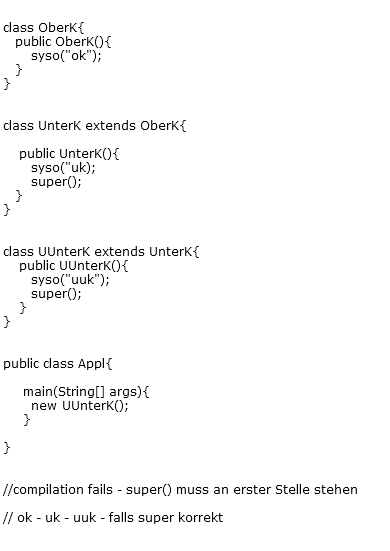 class OberK{
public OberK(){
syso("ok");
}
}
class UnterK extends OberK{
public UnterK(){
syso("uk);
super();
}
}
class UUnterK extends UnterK{
public UUnterK(){
syso("uuk");
super();
}
}
public class Appl{
main(String[] args){
new UUnterK();
}
}
//compilation fails - super() muss an erster Stelle stehen
// ok - uk - uuk - falls super korrekt